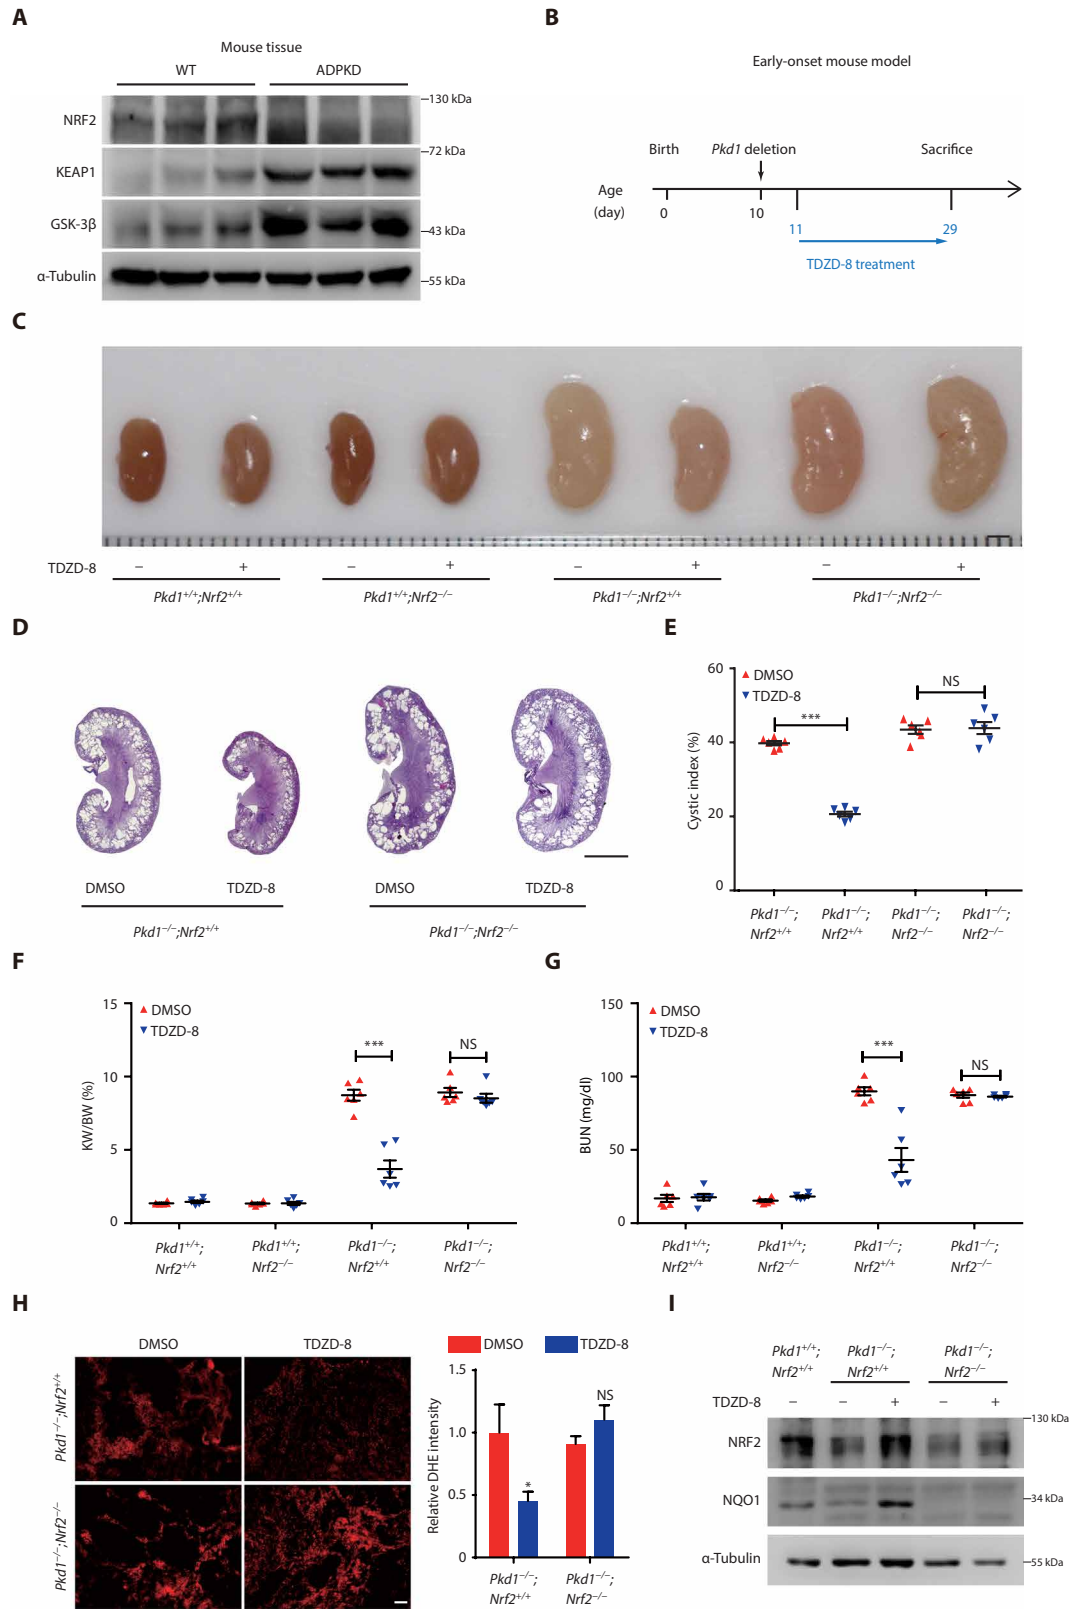 A
Mouse tissue
WT ADPKD
NRF2
KEAP1
GSK-3β
α-Tubulin
130 kDa
72 kDa
43 kDa
55 kDa
B
Early-onset mouse model
Birth Pkd1 deletion Sacrifice
Age
(day)
0 10 11 29
TDZD-8 treatment
C
TDZD-8 – + – + – + – +
Pkd1+/+;Nrf2+/+ Pkd1+/+;Nrf2−/− Pkd1−/−;Nrf2+/+ Pkd1−/−;Nrf2−/−
D
DMSO TDZD-8 DMSO TDZD-8
Pkd1−/−;Nrf2+/+ Pkd1−/−;Nrf2−/−
E
Cystic index (%)
60
40
20
0
DMSO
TDZD-8
***
NS
Pkd1−/−; Pkd1−/−; Pkd1−/−; Pkd1−/−;
Nrf2+/+ Nrf2+/+ Nrf2−/− Nrf2−/−
F
KW/BW (%)
15
10
5
0
DMSO
TDZD-8
***
NS
Pkd1+/+; Pkd1+/+; Pkd1−/−; Pkd1−/−;
Nrf2+/+ Nrf2−/− Nrf2+/+ Nrf2−/−
G
BUN (mg/dl)
150
100
50
0
DMSO
TDZD-8
***
NS
Pkd1+/+; Pkd1+/+; Pkd1−/−; Pkd1−/−;
Nrf2+/+ Nrf2−/− Nrf2+/+ Nrf2−/−
H
DMSO TDZD-8
Pkd1−/−;Nrf2+/+
Pkd1−/−;Nrf2−/−
DMSO TDZD-8
Relative DHE intensity
1.5
1.0
0.5
0
*
NS
Pkd1−/−; Pkd1−/−;
Nrf2+/+ Nrf2−/−
I
Pkd1+/+; Pkd1−/−; Pkd1−/−;
Nrf2+/+ Nrf2+/+ Nrf2−/−
TDZD-8 – – + – +
NRF2
NQO1
α-Tubulin
130 kDa
34 kDa
55 kDa